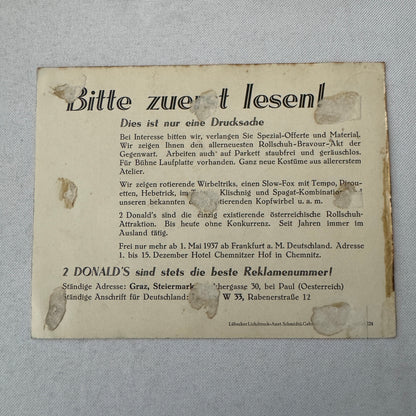 Bitte zuerst lesen!
Dies ist nur eine Drucksache
Bei Interesse bitten wir, verlangen Sie Spezial-Offerte und Material.
Wir zeigen Ihnen den allerneuesten Rollschuh-Bravour-Akt der
Gegenwart. Arbeiten auch auf Parkett staubfrei und geräuschlos.
Für Bühne Laufplatte vorhanden. Ganz neue Kostüme aus allererstem
Atelier.
Wir zeigen rotierende Wirbeltriks, einen Slow-Fox mit Tempo,
Hebetrick, im Klischnig und Spagat-Kombination
unseren bekannten Kopfwirbel u. a. m.
2 Donald's sind die einzig existierende österreichische Rollschuh-
Attraktion. Bis heute ohne Konkurrenz. Seit Jahren immer im
Ausland tätig.
Frei nur mehr ab 1. Mai 1937 ab Frankfurt a. M. Deutschland. Adresse
1. bis 15. Dezember Hotel Chemnitzer Hof in Chemnitz.
2 DONALD'S sind stets die beste Reklamenummer!
Ständige Adresse: Graz, Steiermark, 30, bei Paul (Oesterreich)
Ständige Anschrift für Deutschland: W 33, Rabenerstraße 12